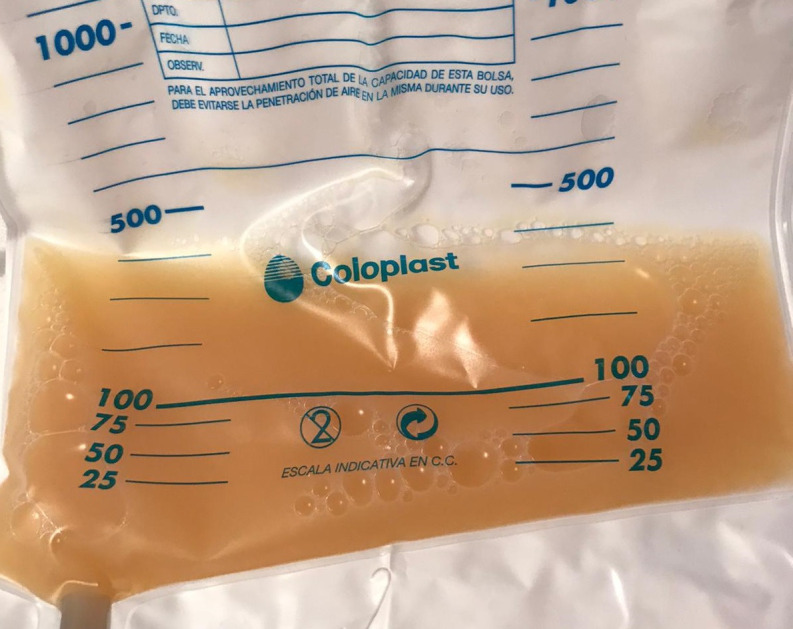 DPTO.
FECHA
OBSERV.
1000
PARA EL APROVECHAMIENTO TOTAL DE LA CAPACIDAD DE ESTA BOLSA,
DEBE EVITARSE LA PENETRACIÓN DE AIRE EN LA MISMA DURANTE SU USO.
500
500
Coloplast
100
100
75
75
2
50
50
ESCALA INDICATIVA EN C.C.
25
25